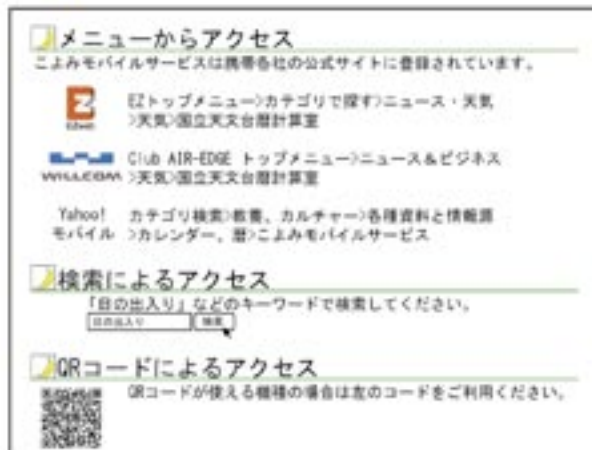 メニューからアクセス
こよみモバイルサービスは携帯各社の公式サイトに登録されています。
EZトップメニュー>カテゴリで探す>ニュース・天気
>天気>国立天文台暦計算室
EZweb
Club AIR-EDGE トップメニュー>ニュース&ビジネス
WILLCOM >天気>国立天文台暦計算室
Yahoo! カテゴリ検索>教養、カルチャー>各種資料と情報源
モバイル >カレンダー、暦>こよみモバイルサービス
検索によるアクセス
「日の出入り」などのキーワードで検索してください。
日の出入り 検索
QRコードによるアクセス
QRコードが使える機種の場合は左のコードをご利用ください。